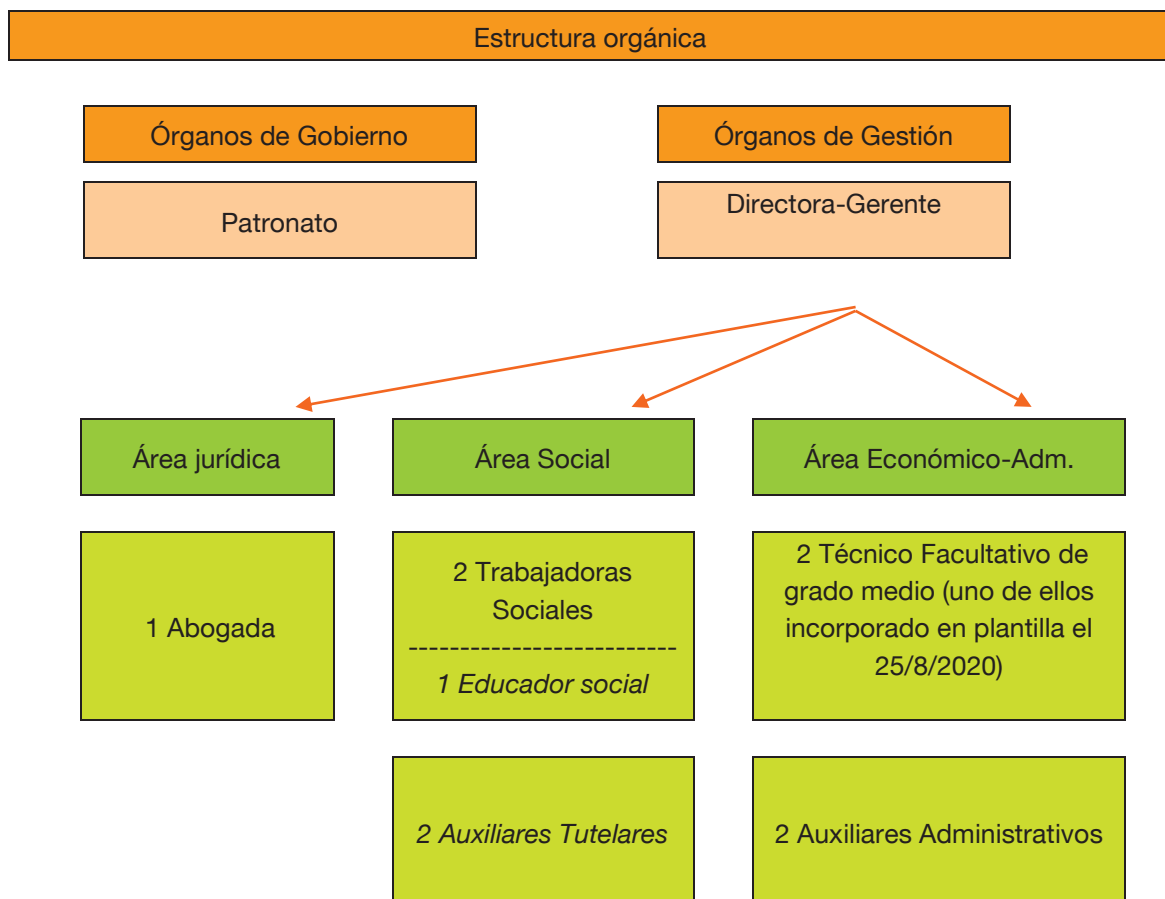 Estructura orgánica
Órganos de Gobierno
Órganos de Gestión
Patronato
Directora-Gerente
Área jurídica
Área Social
Área Económico-Adm.
1 Abogada
2 Trabajadoras
Sociales
--------------------------
1 Educador social
2 Técnico Facultativo de
grado medio (uno de ellos
incorporado en plantilla el
25/8/2020)
2 Auxiliares Tutelares
2 Auxiliares Administrativos